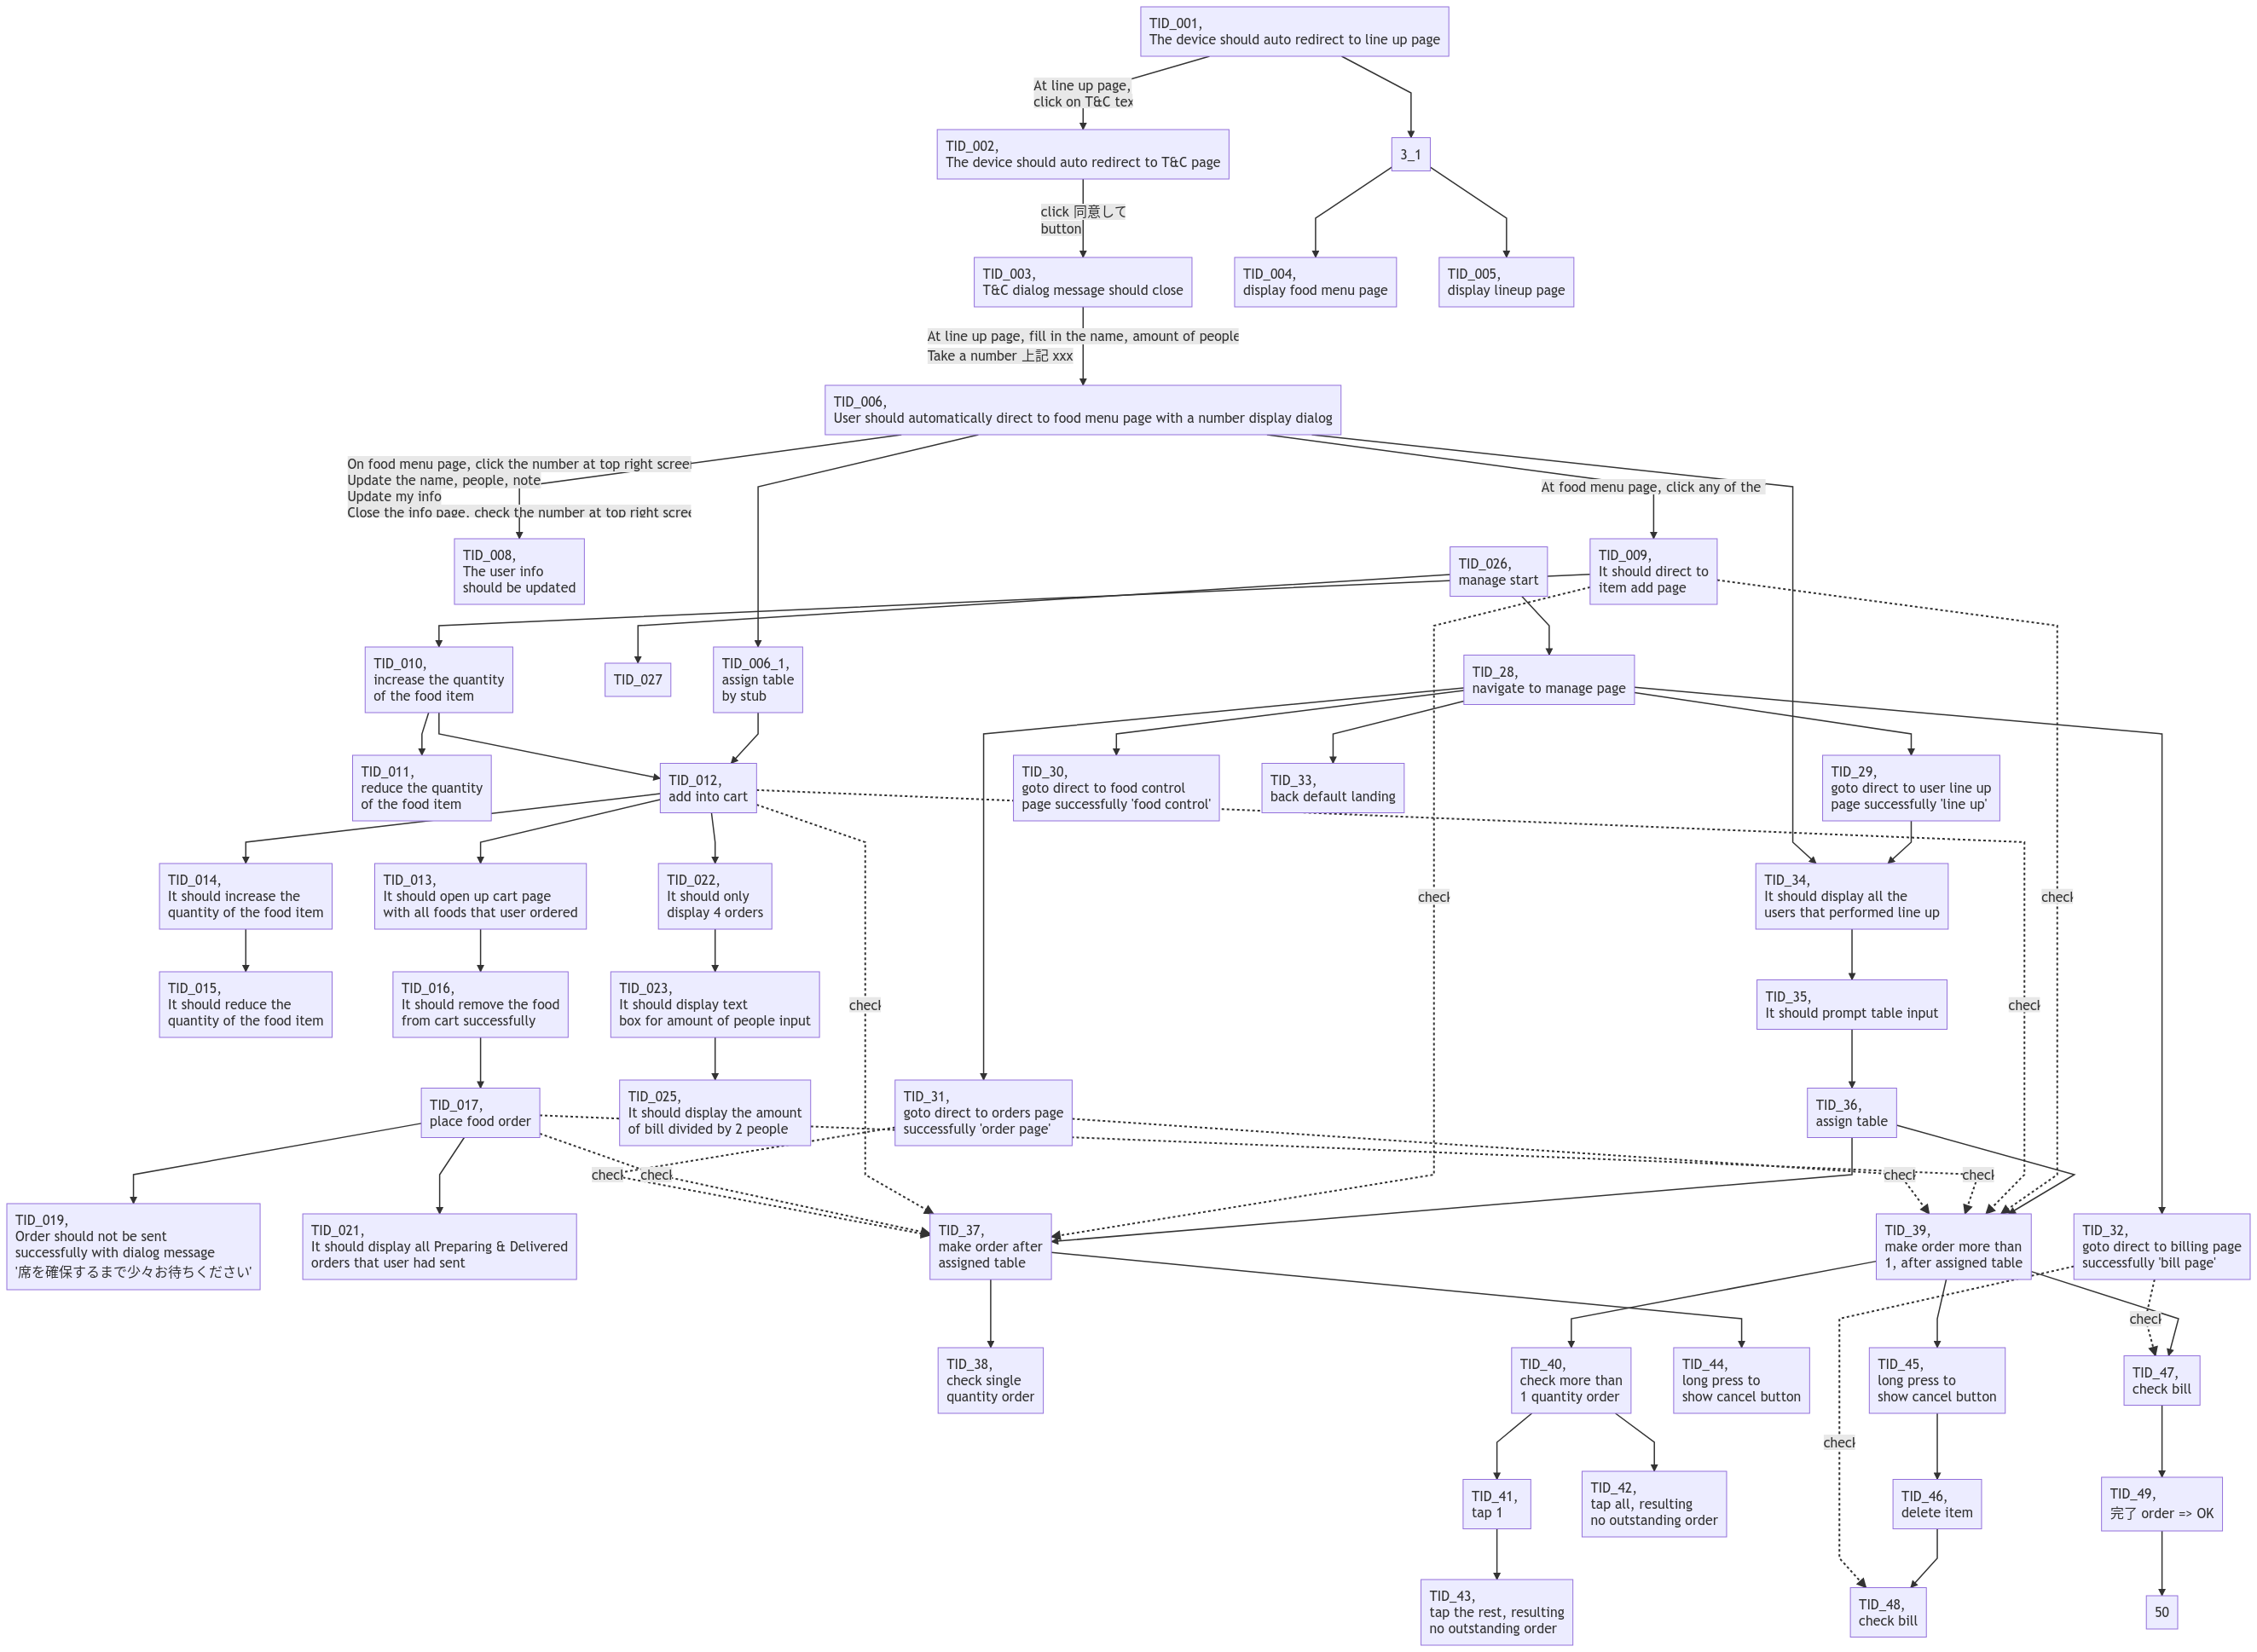 TID_001,
The device should auto redirect to line up page
At line up page,
click on T&C tex
TID_002,
The device should auto redirect to T&C page
3_1
click 同意して
button
TID_003,
T&C dialog message should close
TID_004,
display food menu page
TID_005,
display lineup page
At line up page, fill in the name, amount of people
Take a number 上記 xxx
TID_006,
User should automatically direct to food menu page with a number display dialog
On food menu page, click the number at top right screen
Update the name, people, note
Update my info
Close the info page, check the number at top right scree
At food menu page, click any of the
TID_008,
The user info
should be updated
TID_026,
manage start
TID_009,
It should direct to
item add page
TID_010,
increase the quantity
of the food item
TID_027
TID_006_1,
assign table
by stub
TID_28,
navigate to manage page
TID_011,
reduce the quantity
of the food item
TID_012,
add into cart
TID_30,
goto direct to food control
page successfully 'food control'
TID_33,
back default landing
TID_29,
goto direct to user line up
page successfully 'line up'
TID_014,
It should increase the
quantity of the food item
TID_013,
It should open up cart page
with all foods that user ordered
TID_022,
It should only
display 4 orders
check
TID_34,
It should display all the
users that performed line up
check
TID_015,
It should reduce the
quantity of the food item
TID_016,
It should remove the food
from cart successfully
TID_023,
It should display text
box for amount of people input
check
TID_35,
It should prompt table input
check
TID_017,
place food order
TID_025,
It should display the amount
of bill divided by 2 people
TID_31,
goto direct to orders page
successfully 'order page'
TID_36,
assign table
check
check
check
check
TID_019,
Order should not be sent
successfully with dialog message
'席を確保するまで少々お待ちください'
TID_021,
It should display all Preparing & Delivered
orders that user had sent
TID_37,
make order after
assigned table
TID_39,
make order more than
1, after assigned table
TID_32,
goto direct to billing page
successfully 'bill page'
check
TID_38,
check single
quantity order
TID_40,
check more than
1 quantity order
TID_44,
long press to
show cancel button
TID_45,
long press to
show cancel button
TID_47,
check bill
check
TID_41,
tap 1
TID_42,
tap all, resulting
no outstanding order
TID_46,
delete item
TID_49,
完了 order => OK
TID_43,
tap the rest, resulting
no outstanding order
TID_48,
check bill
50